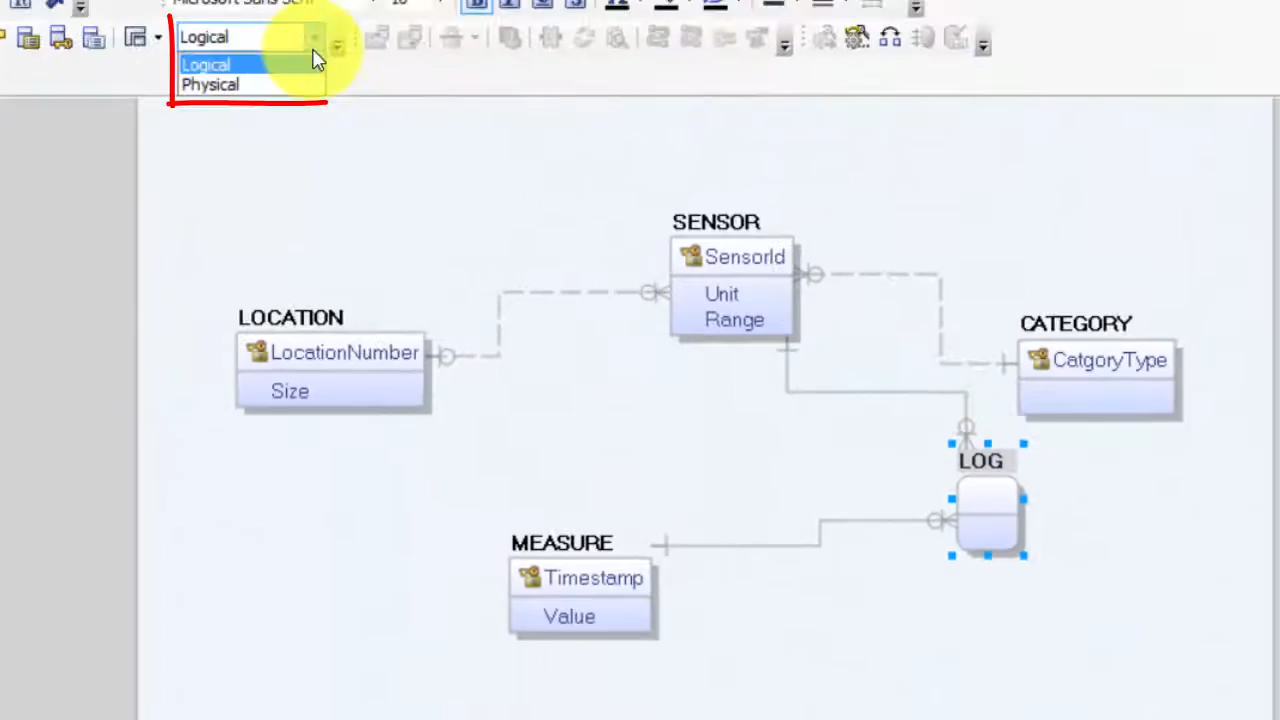 Logical
Logical
Physical
SENSOR
SensorId
Unit
Range
LOCATION
LocationNumber
Size
CATEGORY
CatgoryType
LOG
MEASURE
Timestamp
Value